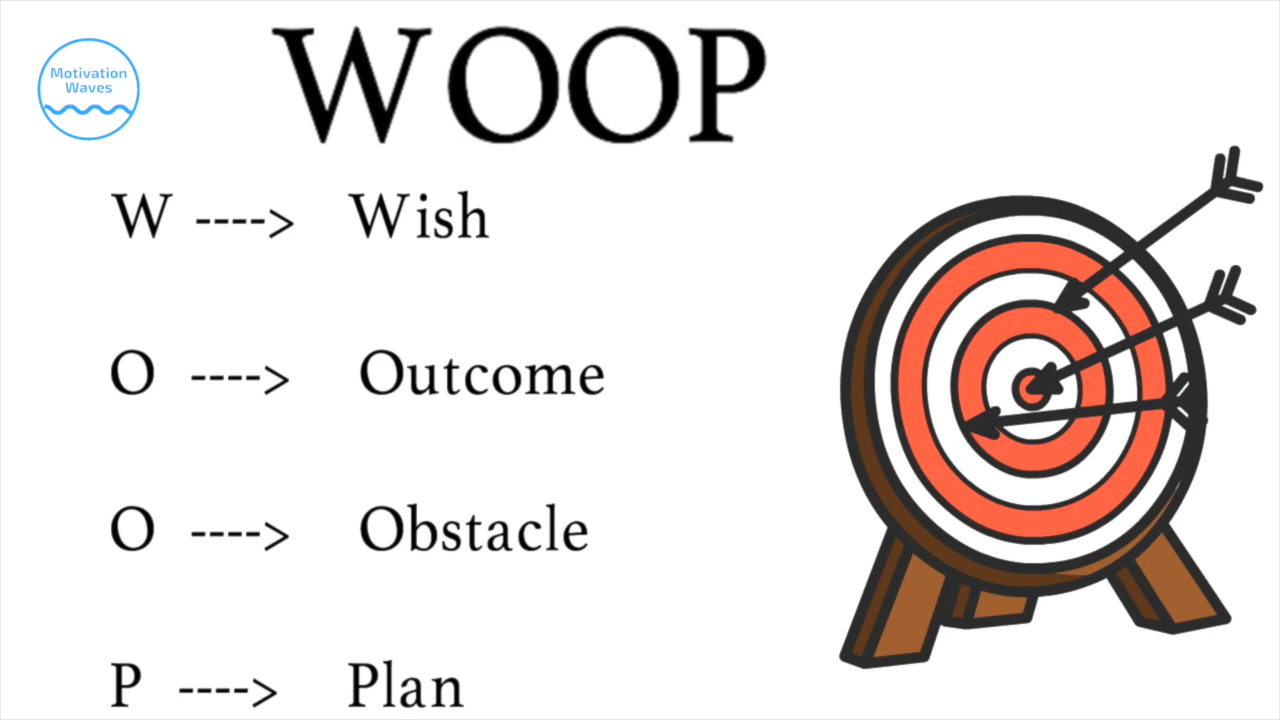 Motivation
Waves
WOOP
W ----> Wish
O ----> Outcome
O ----> Obstacle
P ----> Plan